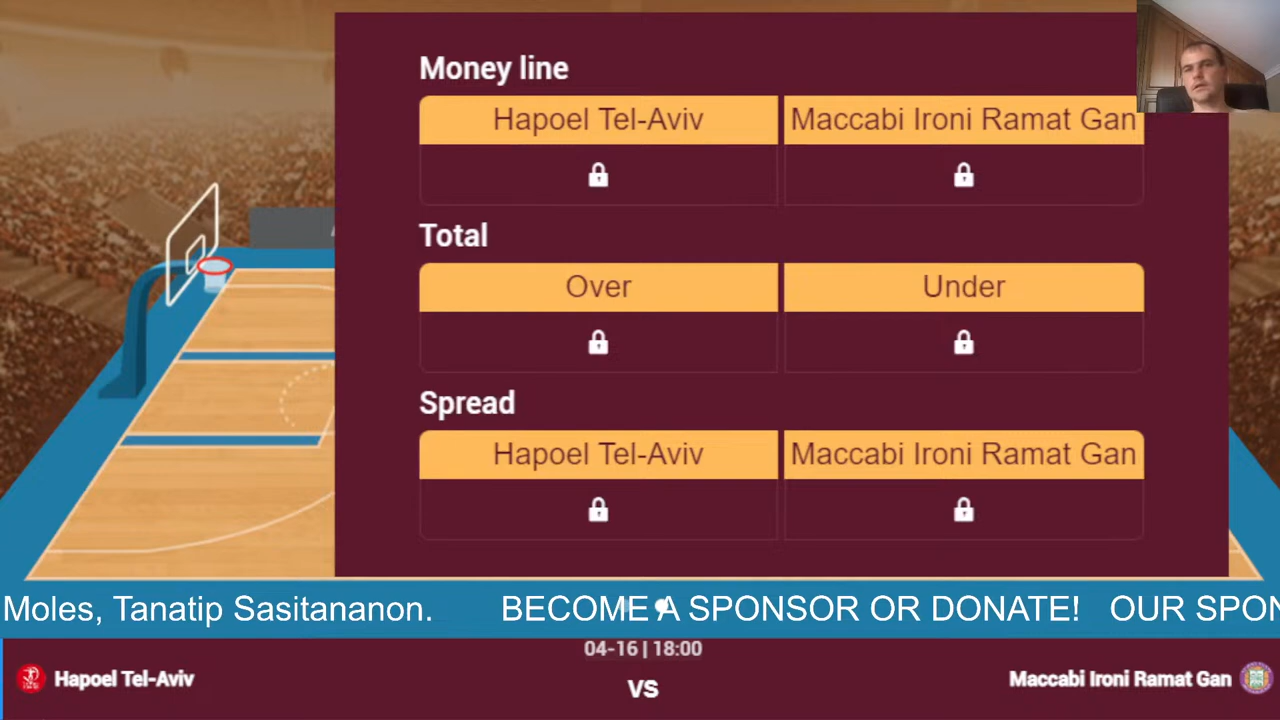 Money line
Hapoel Tel-Aviv
Maccabi Ironi Ramat Gan
Total
Over
Under
Spread
Hapoel Tel-Aviv
Maccabi Ironi Ramat Gan
Moles, Tanatip Sasitananon. BECOME A SPONSOR OR DONATE! OUR SPON
04-16 | 18:00
Hapoel Tel-Aviv
VS
Maccabi Ironi Ramat Gan